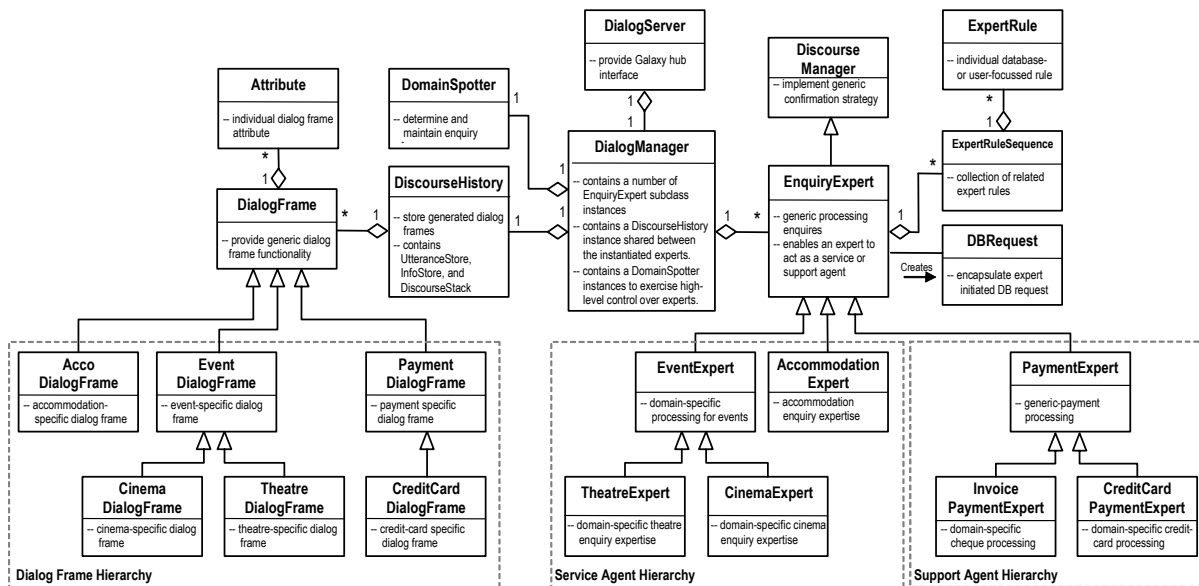 DialogServer
-- provide Galaxy hub
interface
1
1
ExpertRule
-- individual database-
or user-focussed rule
*
1
Discourse
Manager
-- implement generic
confirmation strategy
Attribute
-- individual dialog frame
attribute
*
1
DomainSpotter
-- determine and
maintain enquiry
1
1
DialogManager
-- contains a number of
EnquiryExpert subclass
instances
-- contains a DiscourseHistory
instance shared between
the instantiated experts.
-- contains a DomainSpotter
instances to exercise high-
level control over experts.
ExpertRuleSequence
-- collection of related
expert rules
*
1
DiscourseHistory
-- store generated dialog
frames
-- contains
UtteranceStore,
InfoStore, and
DiscourseStack
1
1
1
*
DialogFrame
-- provide generic dialog
frame functionality
*
1
EnquiryExpert
-- generic processing
enquires
-- enables an expert to
act as a service or
support agent
DBRequest
-- encapsulate expert
initiated DB request
Creates
Acco
DialogFrame
-- accommodation-
specific dialog frame
Event
DialogFrame
-- event-specific dialog
frame
Payment
DialogFrame
-- payment specific
dialog frame
EventExpert
-- domain-specific
processing for events
Accommodation
Expert
-- accommodation
enquiry expertise
PaymentExpert
-- generic-payment
processing
Cinema
DialogFrame
-- cinema-specific dialog
frame
Theatre
DialogFrame
-- theatre-specific dialog
frame
CreditCard
DialogFrame
-- credit-card specific
dialog frame
TheatreExpert
-- domain-specific theatre
enquiry expertise
CinemaExpert
-- domain-specific cinema
enquiry expertise
Invoice
PaymentExpert
-- domain-specific
cheque processing
CreditCard
PaymentExpert
-- domain-specific credit-
card processing
Dialog Frame Hierarchy
Service Agent Hierarchy
Support Agent Hierarchy